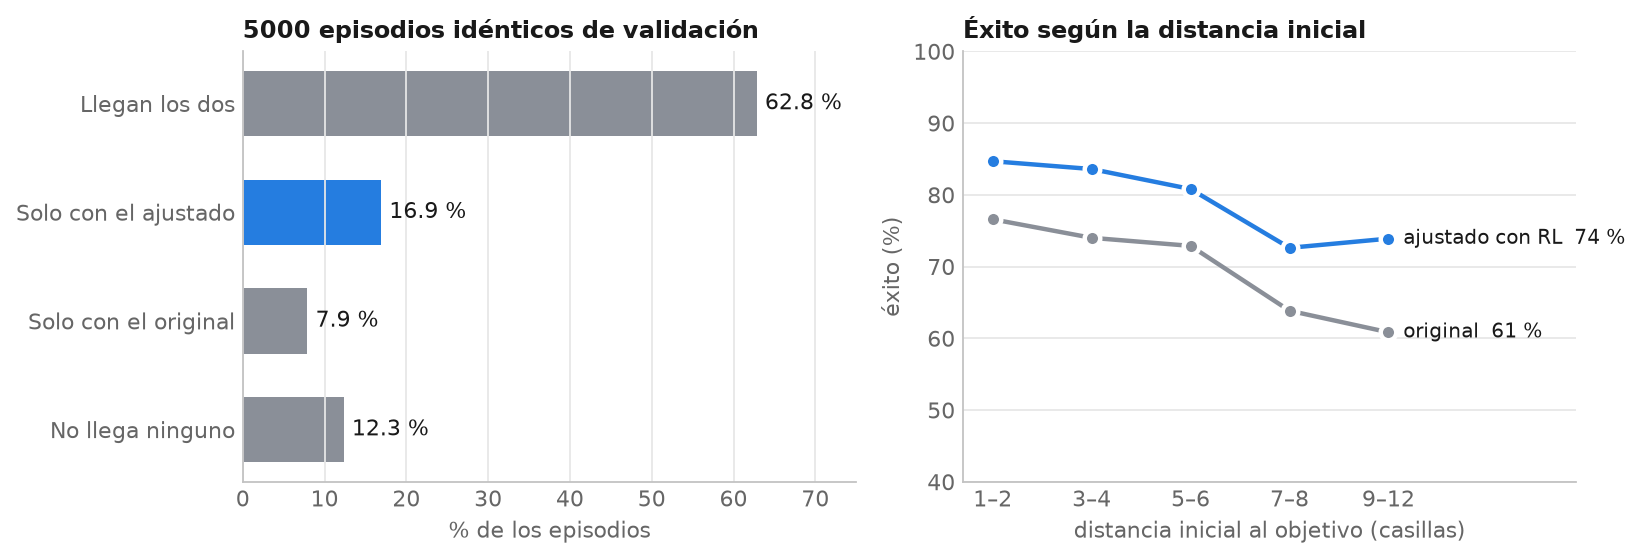 5000 episodios idénticos de validación
Llegan los dos
62.8 %
Solo con el ajustado
16.9 %
Solo con el original
7.9 %
No llega ninguno
12.3 %
0 10 20 30 40 50 60 70
% de los episodios
Éxito según la distancia inicial
100
90
80
70
60
50
40
éxito (%)
ajustado con RL 74 %
original 61 %
1–2 3–4 5–6 7–8 9–12
distancia inicial al objetivo (casillas)